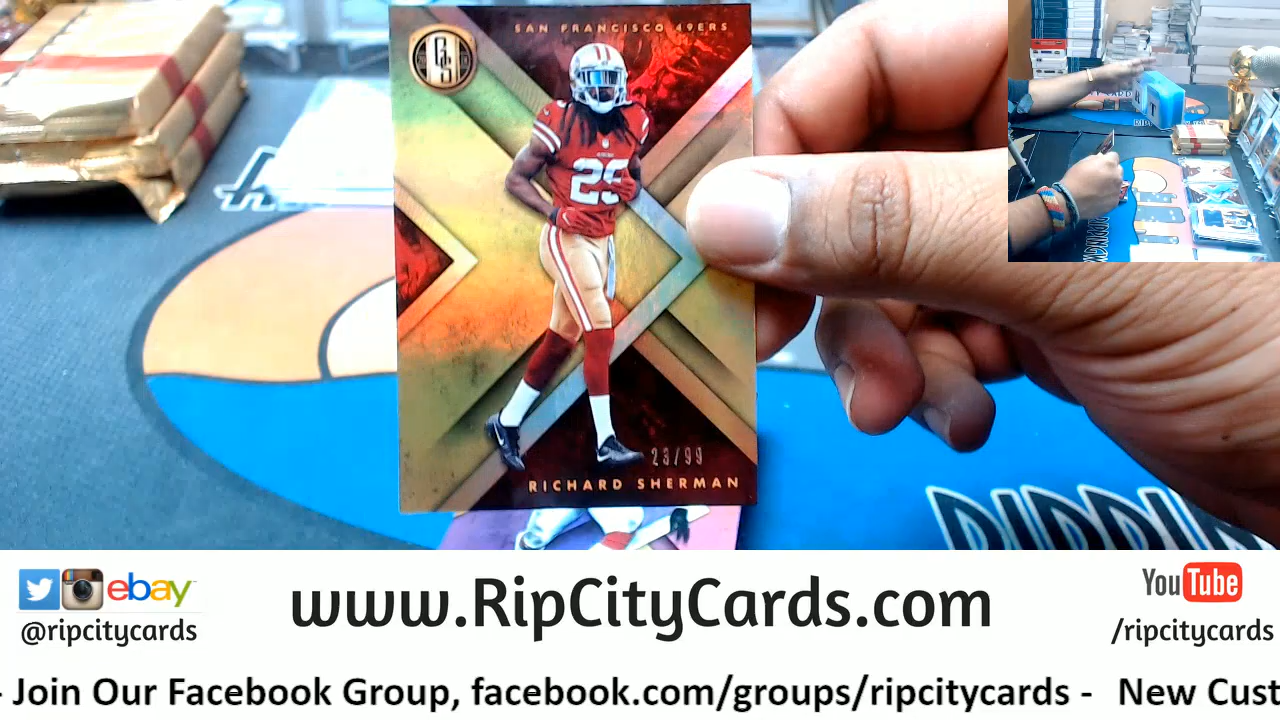 SAN FRANCISCO 49ERS
GS
25
23/99
RICHARD SHERMAN
ebay
@ripcitycards
www.RipCityCards.com
You Tube
/ripcitycards
- Join Our Facebook Group, facebook.com/groups/ripcitycards - New Cust